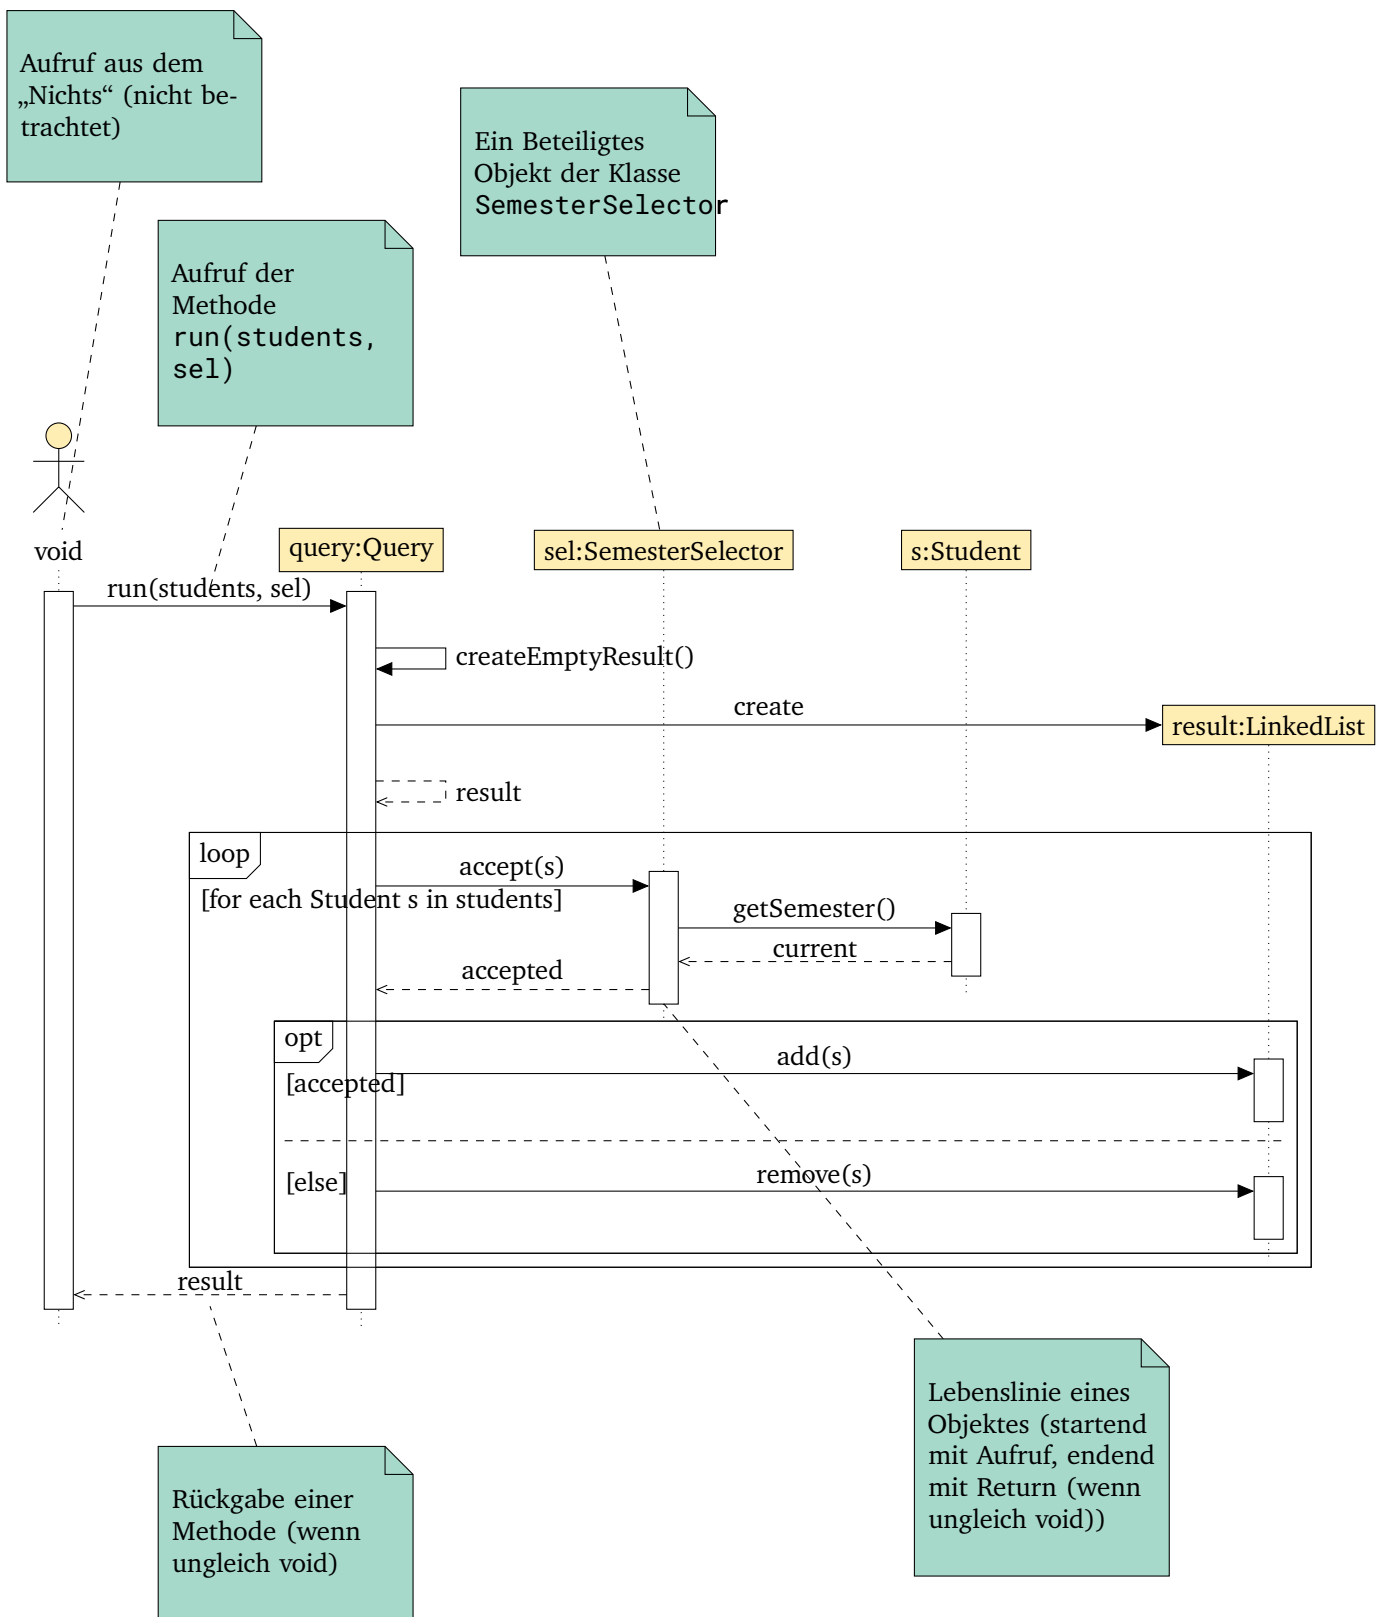 Aufruf aus dem
„Nichts“ (nicht be-
trachtet)
Ein Beteiligtes
Objekt der Klasse
SemesterSelector
Aufruf der
Methode
run(students,
sel)
void
query:Query
sel:SemesterSelector
s:Student
run(students, sel)
createEmptyResult()
create
result:LinkedList
result
loop
accept(s)
[for each Student s in students]
getSemester()
current
accepted
opt
add(s)
[accepted]
remove(s)
[else]
result
Lebenslinie eines
Objektes (startend
mit Aufruf, endend
mit Return (wenn
ungleich void))
Rückgabe einer
Methode (wenn
ungleich void)